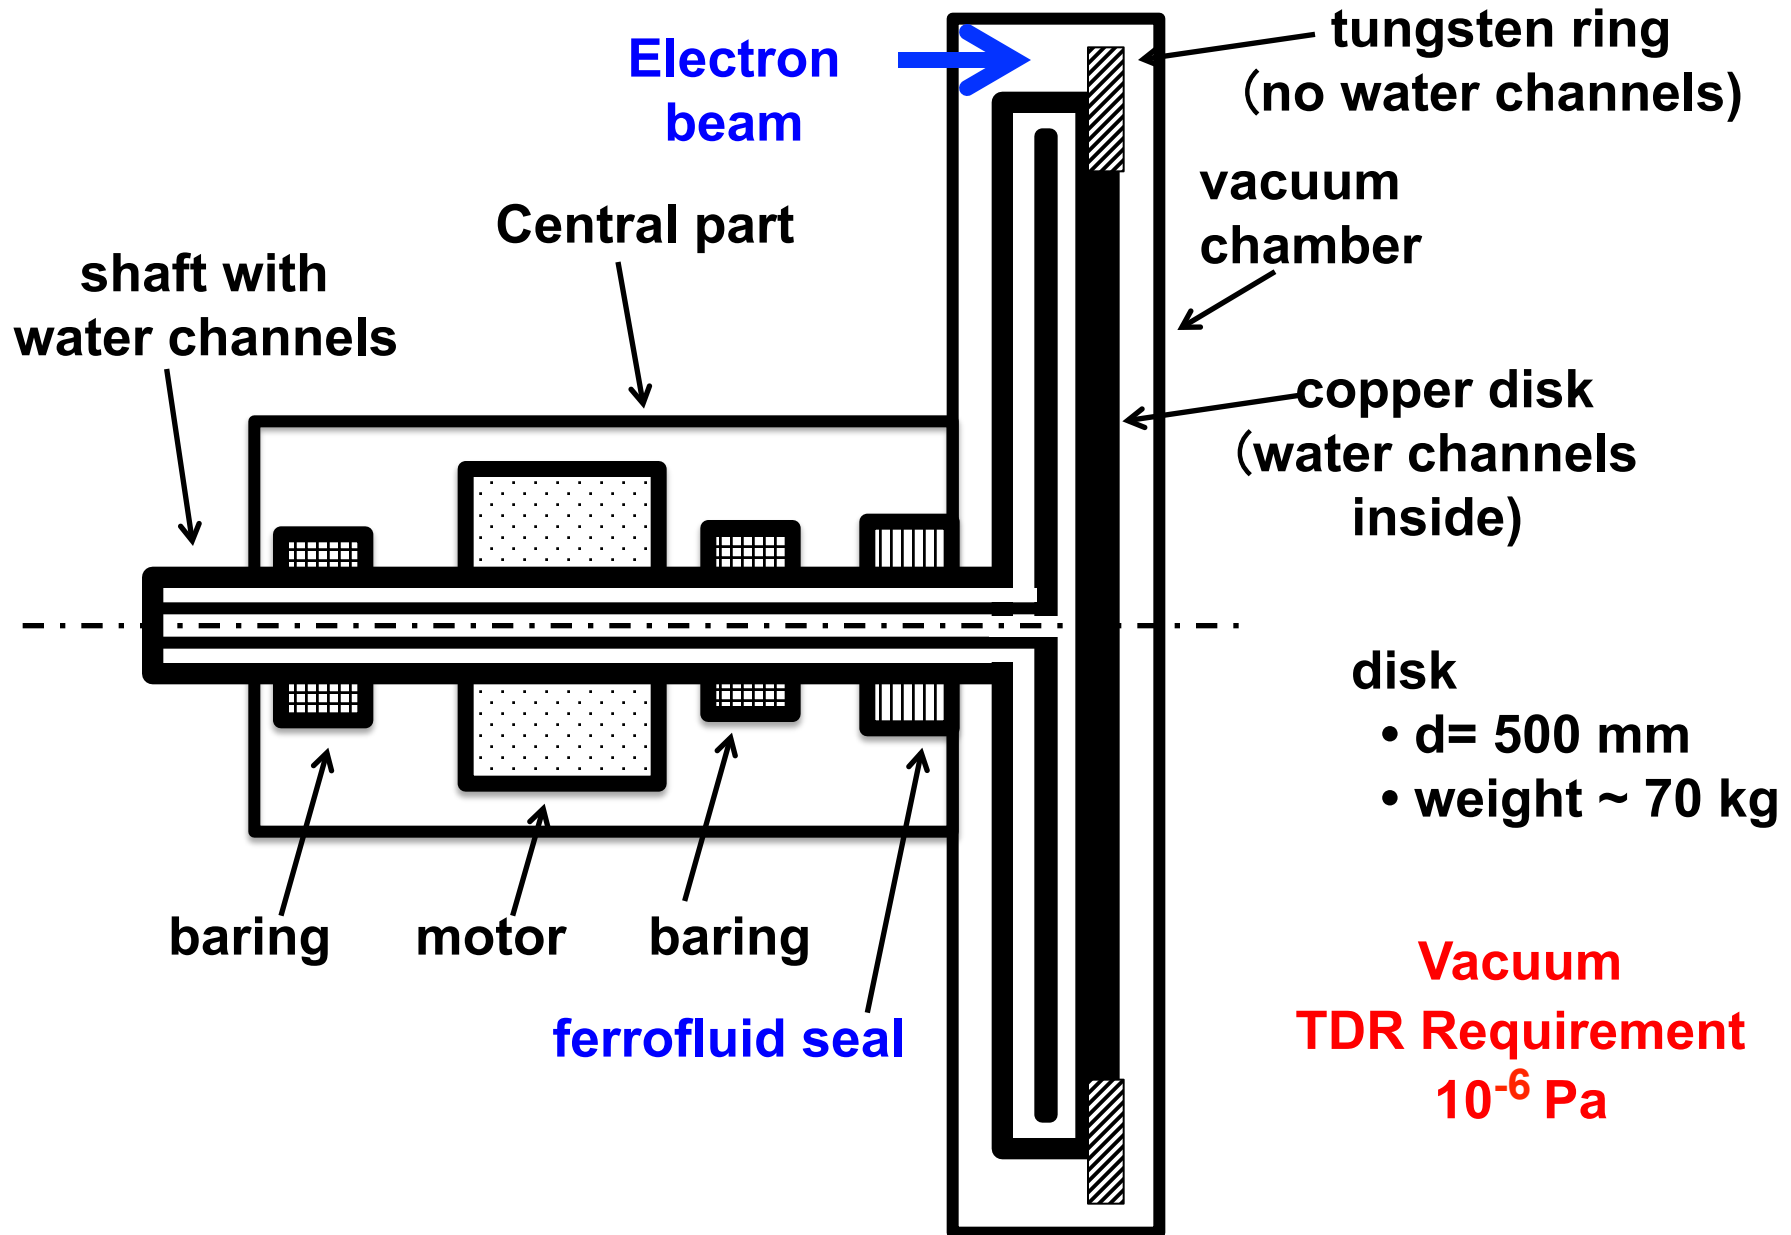 Electron
beam
tungsten ring
（no water channels)
vacuum
chamber
Central part
shaft with
water channels
copper disk
（water channels
inside)
disk
• d= 500 mm
• weight ~ 70 kg
baring
motor
baring
ferrofluid seal
Vacuum
TDR Requirement
10⁻⁶ Pa